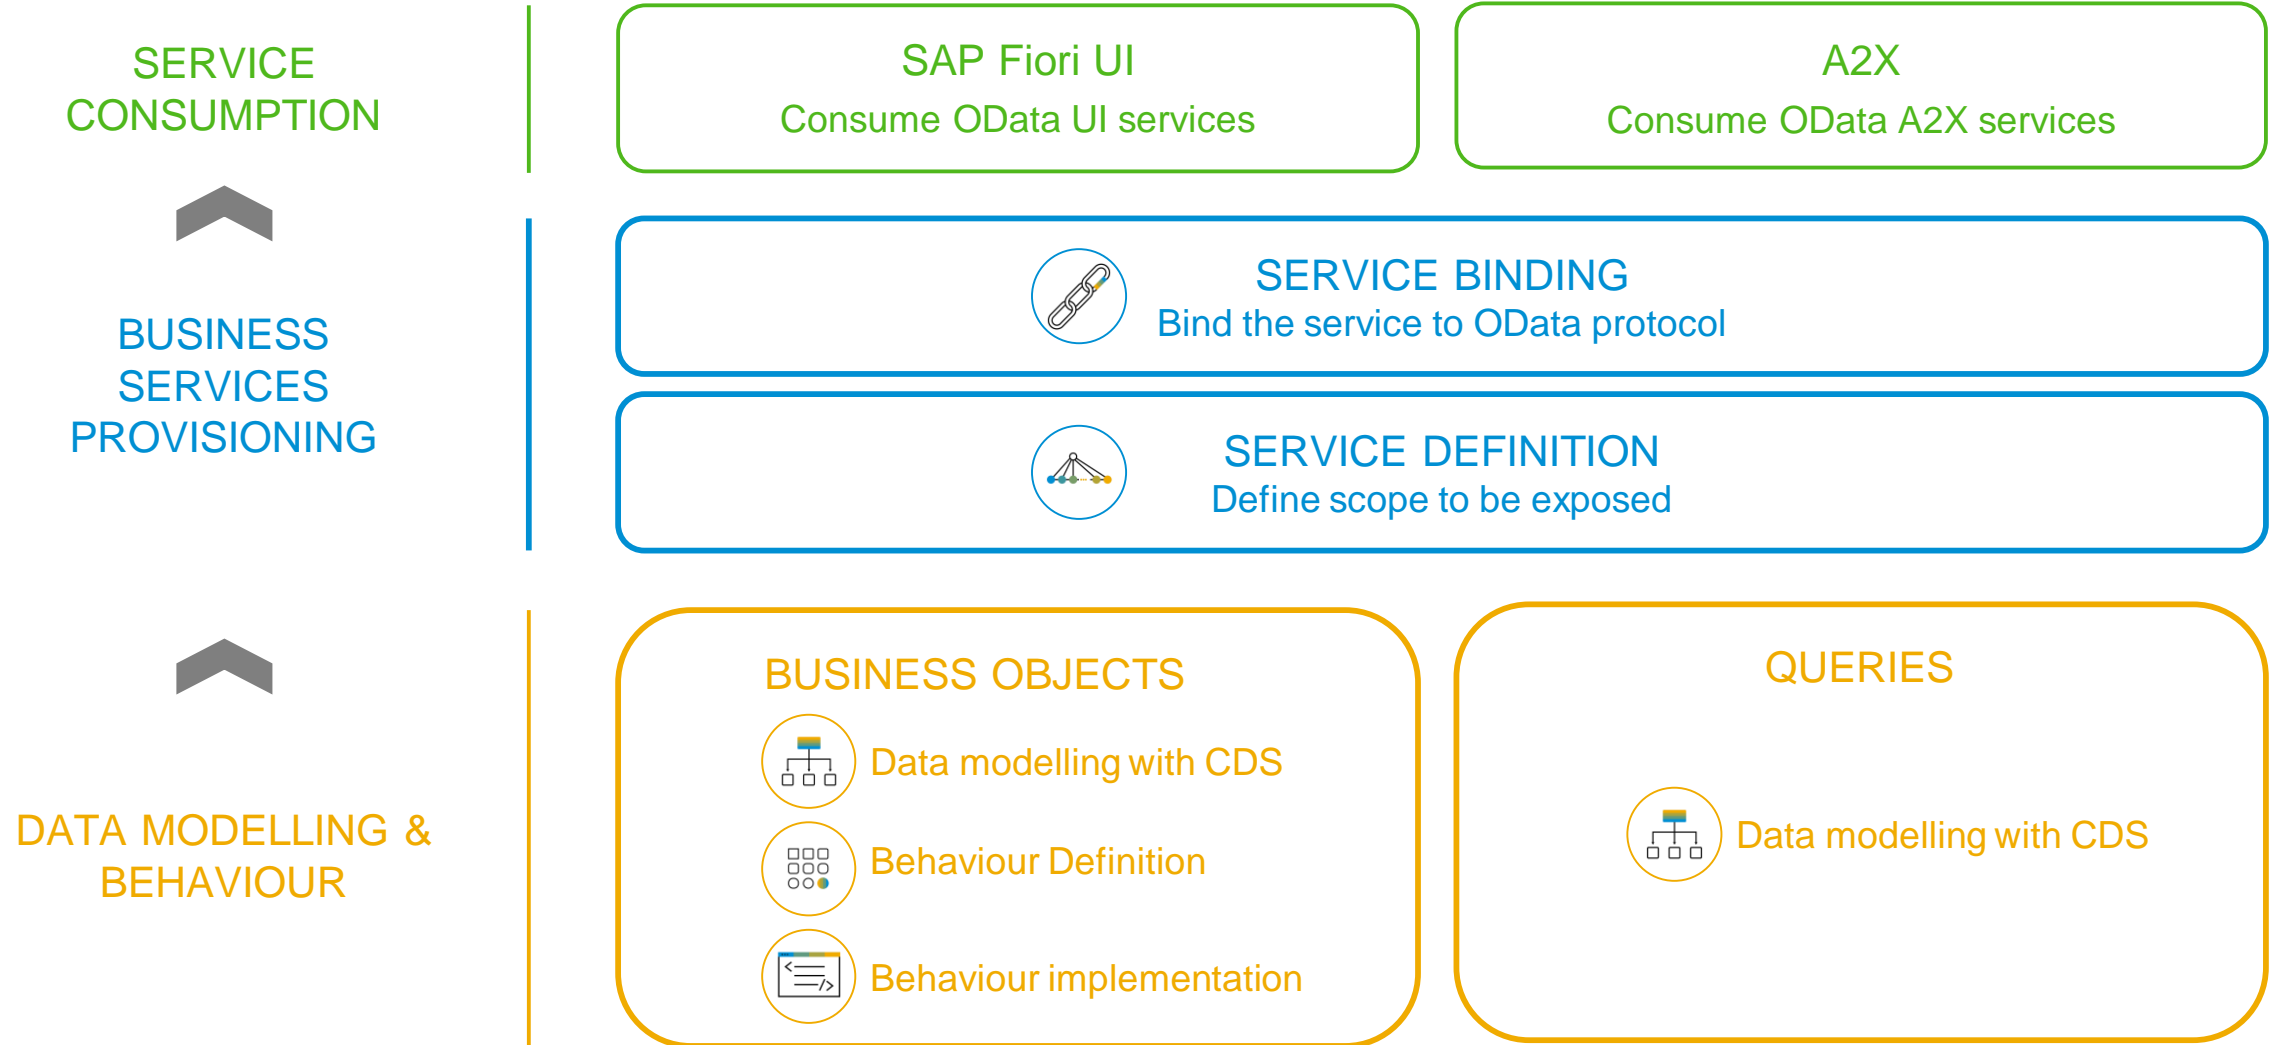 SERVICE
CONSUMPTION
SAP Fiori UI
Consume OData UI services
A2X
Consume OData A2X services
BUSINESS
SERVICES
PROVISIONING
SERVICE BINDING
Bind the service to OData protocol
SERVICE DEFINITION
Define scope to be exposed
DATA MODELLING &
BEHAVIOUR
BUSINESS OBJECTS
Data modelling with CDS
Behaviour Definition
Behaviour implementation
QUERIES
Data modelling with CDS